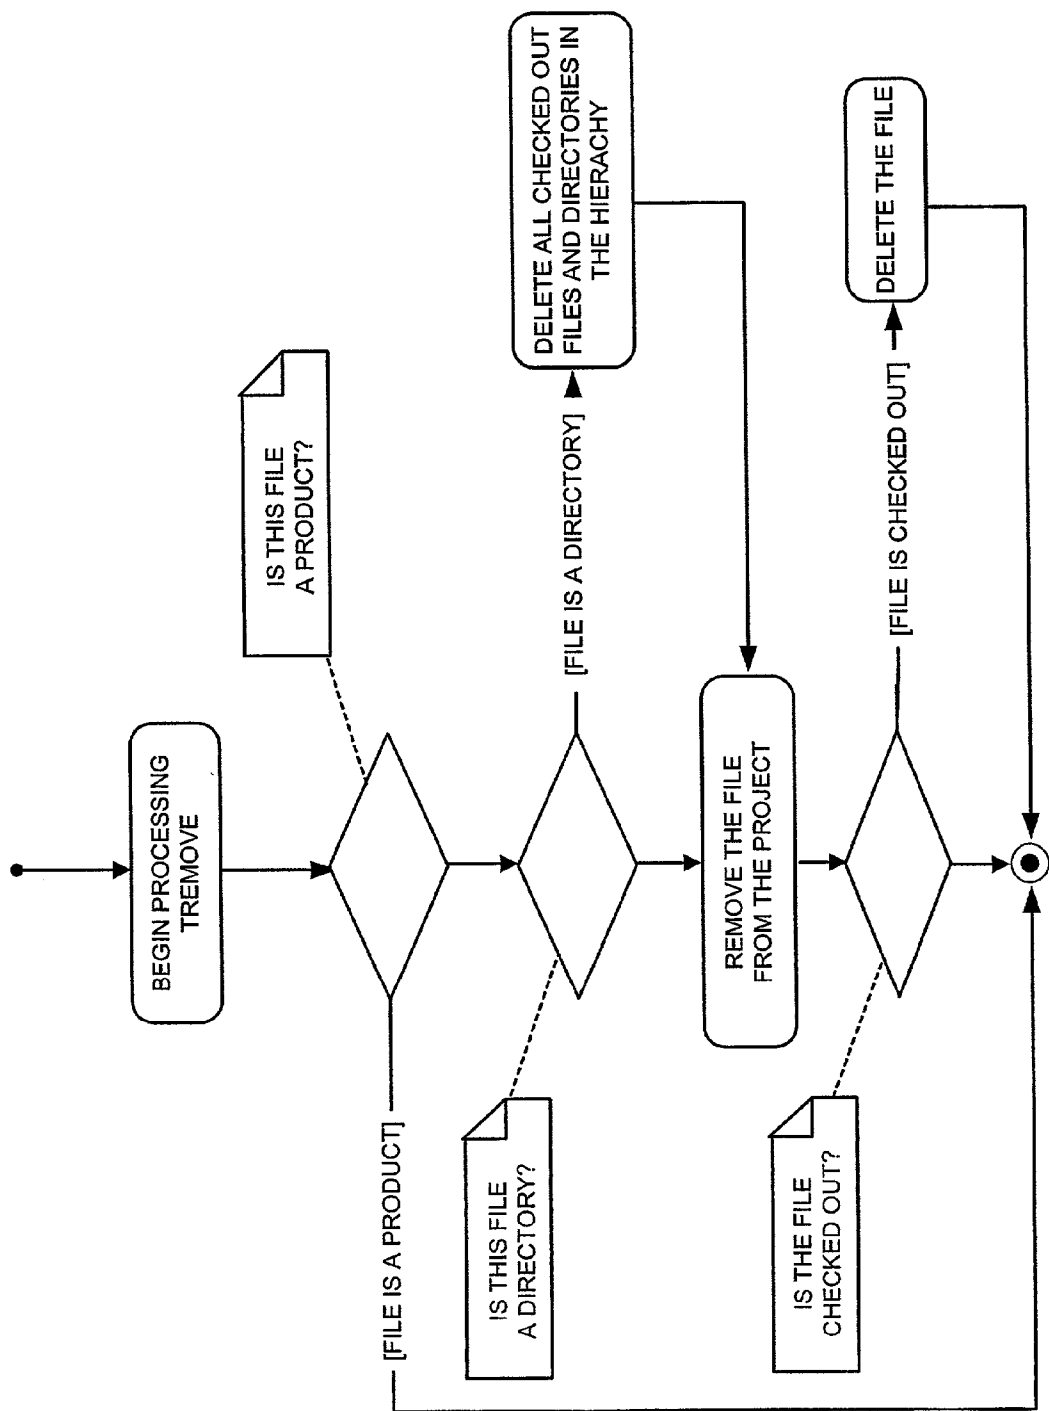 BEGIN PROCESSING
TREMOVE
IS THIS FILE
A PRODUCT?
[FILE IS A PRODUCT]
IS THIS FILE
A DIRECTORY?
[FILE IS A DIRECTORY]
DELETE ALL CHECKED OUT
FILES AND DIRECTORIES IN
THE HIERACHY
REMOVE THE FILE
FROM THE PROJECT
IS THE FILE
CHECKED OUT?
[FILE IS CHECKED OUT]
DELETE THE FILE